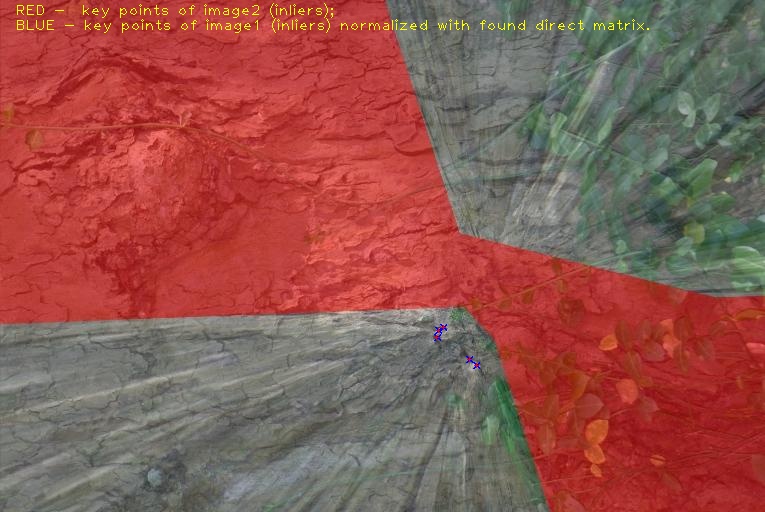 RED - key points of image2 (inliers);
BLUE - key points of image1 (inliers) normalized with found direct matrix.